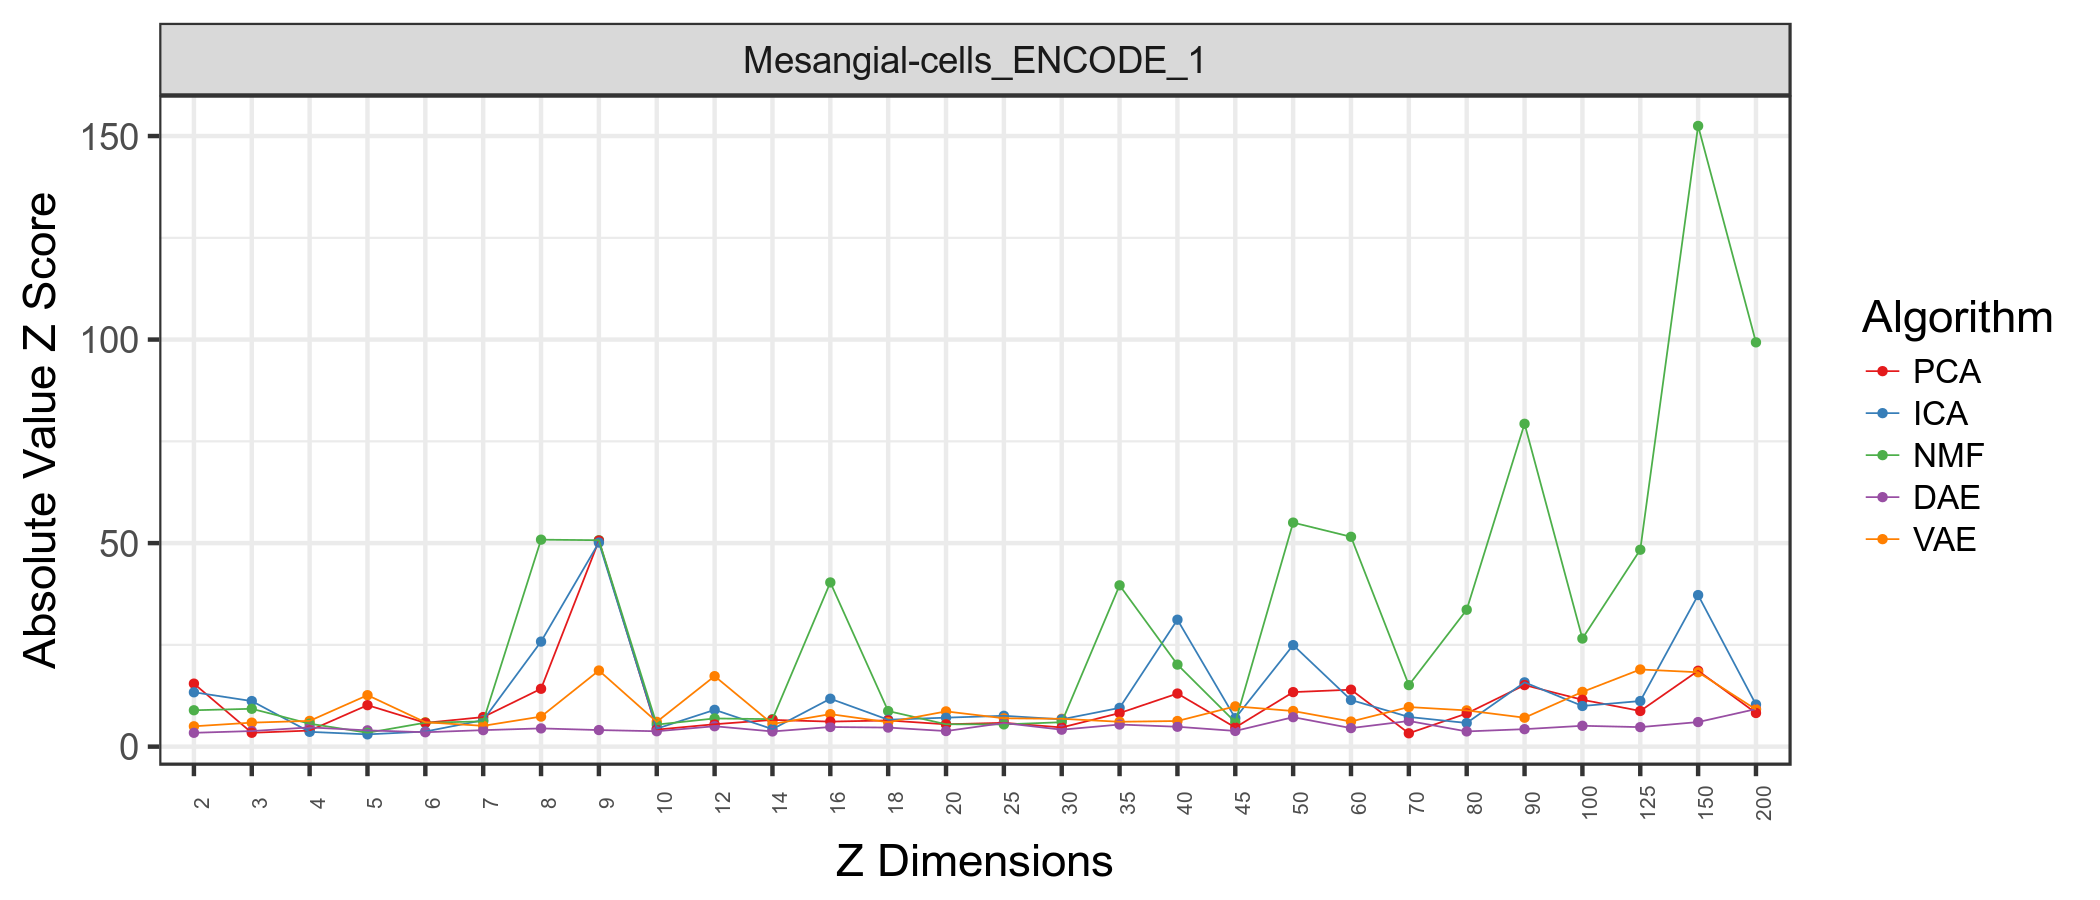 Mesangial-cells_ENCODE_1
Absolute Value Z Score
150
100
50
0
2 3 4 5 6 7 8 9 10 12 14 16 18 20 25 30 35 40 45 50 60 70 80 90 100 125 150 200
Z Dimensions
Algorithm
PCA
ICA
NMF
DAE
VAE